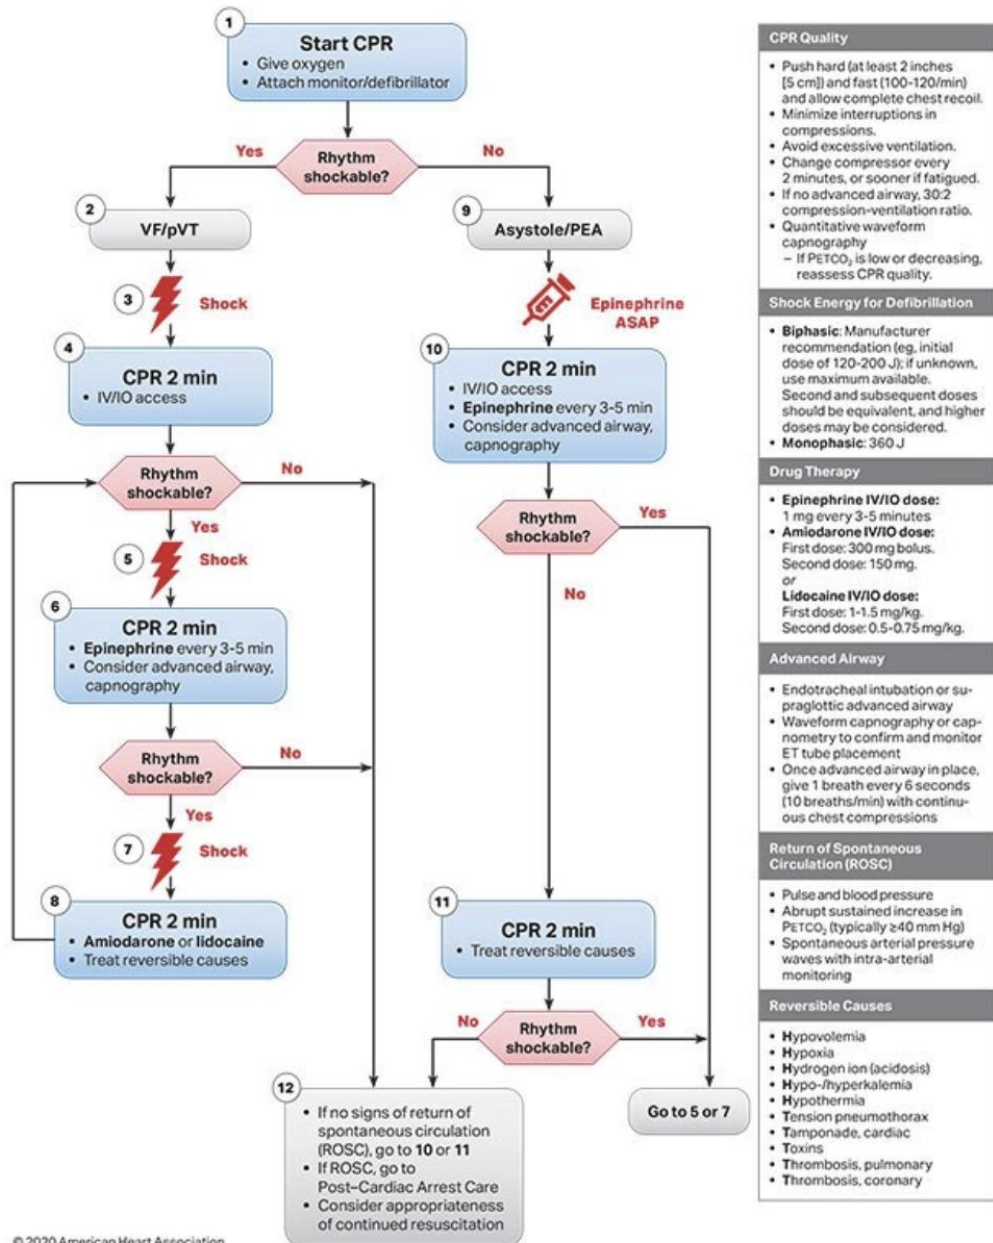 1
Start CPR
• Give oxygen
• Attach monitor/defibrillator
Rhythm
shockable?
Yes
No
2
VF/pVT
3
Shock
4
CPR 2 min
• IV/IO access
Rhythm
shockable?
No
Yes
5
Shock
6
CPR 2 min
• Epinephrine every 3-5 min
• Consider advanced airway,
capnography
Rhythm
shockable?
No
Yes
7
Shock
8
CPR 2 min
• Amiodarone or lidocaine
• Treat reversible causes
9
Asystole/PEA
Epinephrine
ASAP
10
CPR 2 min
• IV/IO access
• Epinephrine every 3-5 min
• Consider advanced airway,
capnography
Rhythm
shockable?
Yes
No
11
CPR 2 min
• Treat reversible causes
Rhythm
shockable?
No
Yes
12
• If no signs of return of
spontaneous circulation
(ROSC), go to 10 or 11
• If ROSC, go to
Post–Cardiac Arrest Care
• Consider appropriateness
of continued resuscitation
Go to 5 or 7
CPR Quality
• Push hard (at least 2 inches
[5 cm]) and fast (100-120/min)
and allow complete chest recoil.
• Minimize interruptions in
compressions.
• Avoid excessive ventilation.
• Change compressor every
2 minutes, or sooner if fatigued.
• If no advanced airway, 30:2
compression-ventilation ratio.
• Quantitative waveform
capnography
– If PETCO₂ is low or decreasing,
reassess CPR quality.
Shock Energy for Defibrillation
• Biphasic: Manufacturer
recommendation (eg, initial
dose of 120-200 J); if unknown,
use maximum available.
Second and subsequent doses
should be equivalent, and higher
doses may be considered.
• Monophasic: 360 J
Drug Therapy
• Epinephrine IV/IO dose:
1 mg every 3-5 minutes
• Amiodarone IV/IO dose:
First dose: 300 mg bolus.
Second dose: 150 mg.
or
Lidocaine IV/IO dose:
First dose: 1-1.5 mg/kg.
Second dose: 0.5-0.75 mg/kg.
Advanced Airway
• Endotracheal intubation or su-
praglottic advanced airway
• Waveform capnography or cap-
nometry to confirm and monitor
ET tube placement
• Once advanced airway in place,
give 1 breath every 6 seconds
(10 breaths/min) with continu-
ous chest compressions
Return of Spontaneous
Circulation (ROSC)
• Pulse and blood pressure
• Abrupt sustained increase in
PETCO₂ (typically ≥40 mm Hg)
• Spontaneous arterial pressure
waves with intra-arterial
monitoring
Reversible Causes
• Hypovolemia
• Hypoxia
• Hydrogen ion (acidosis)
• Hypo-/hyperkalemia
• Hypothermia
• Tension pneumothorax
• Tamponade, cardiac
• Toxins
• Thrombosis, pulmonary
• Thrombosis, coronary
© 2020 American Heart Association